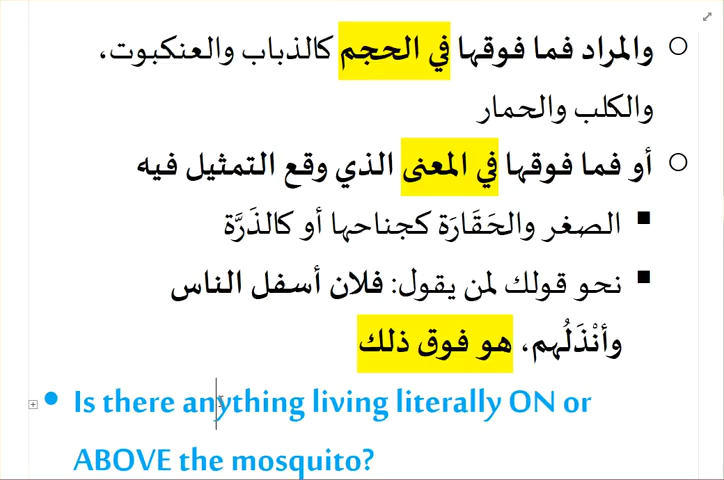 والمراد فما فوقها في الحجم كالذباب والعنكبوت،
والكلب والحمار
أو فما فوقها في المعنى الذي وقع التمثيل فيه
الصغر والحَقَارَة كجناحها أو كالذَرَّة
نحو قولك لمن يقول: فلان أسفل الناس
وأنْذَلُهم، هو فوق ذلك
Is there anything living literally ON or
ABOVE the mosquito?